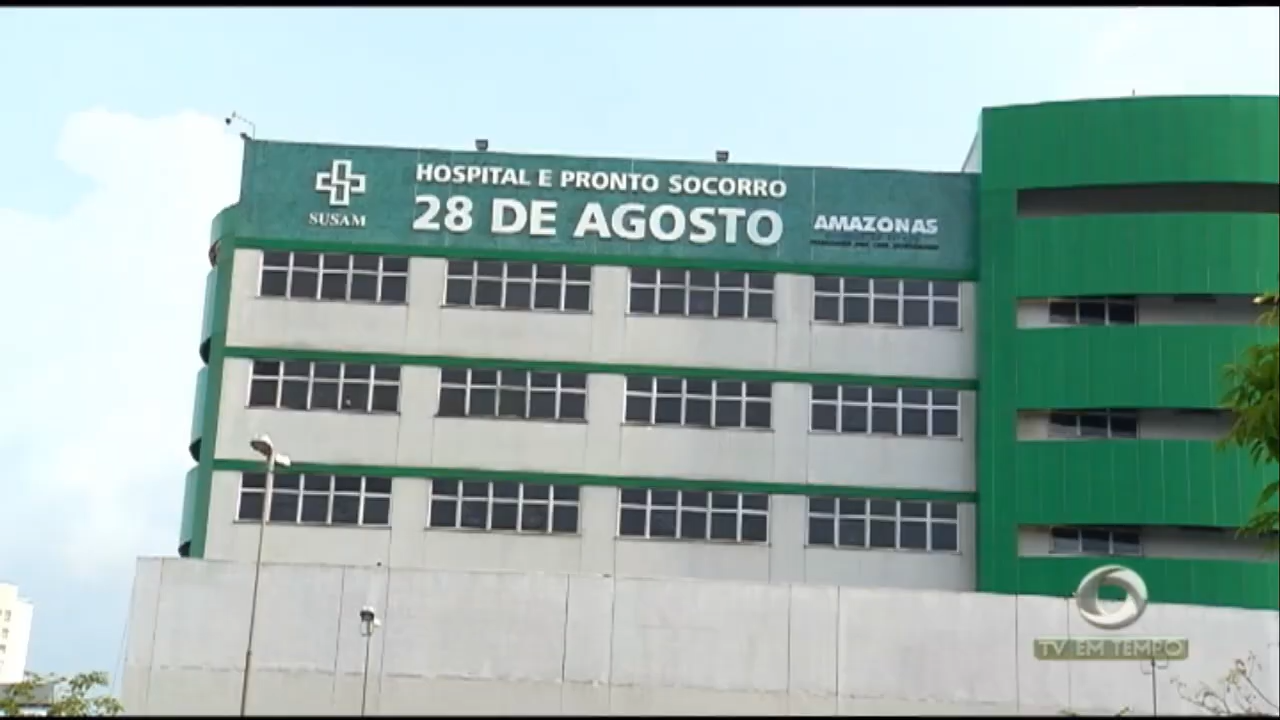 HOSPITAL E PRONTO SOCORRO
28 DE AGOSTO
SUSAM
AMAZONAS
TV EM TEMPO